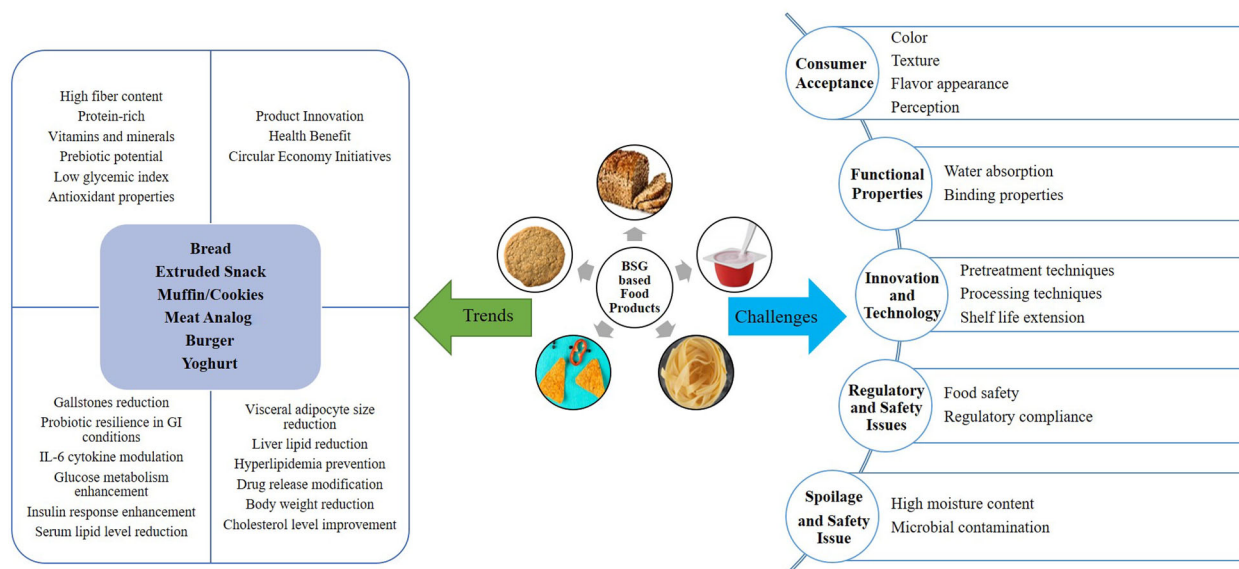 High fiber content
Protein-rich
Vitamins and minerals
Prebiotic potential
Low glycemic index
Antioxidant properties
Product Innovation
Health Benefit
Circular Economy Initiatives
Bread
Extruded Snack
Muffin/Cookies
Meat Analog
Burger
Yoghurt
Gallstones reduction
Probiotic resilience in GI
conditions
IL-6 cytokine modulation
Glucose metabolism
enhancement
Insulin response enhancement
Serum lipid level reduction
Visceral adipocyte size
reduction
Liver lipid reduction
Hyperlipidemia prevention
Drug release modification
Body weight reduction
Cholesterol level improvement
Trends
BSG
based
Food
Products
Challenges
Consumer
Acceptance
Color
Texture
Flavor appearance
Perception
Functional
Properties
Water absorption
Binding properties
Innovation
and
Technology
Pretreatment techniques
Processing techniques
Shelf life extension
Regulatory
and Safety
Issues
Food safety
Regulatory compliance
Spoilage
and Safety
Issue
High moisture content
Microbial contamination